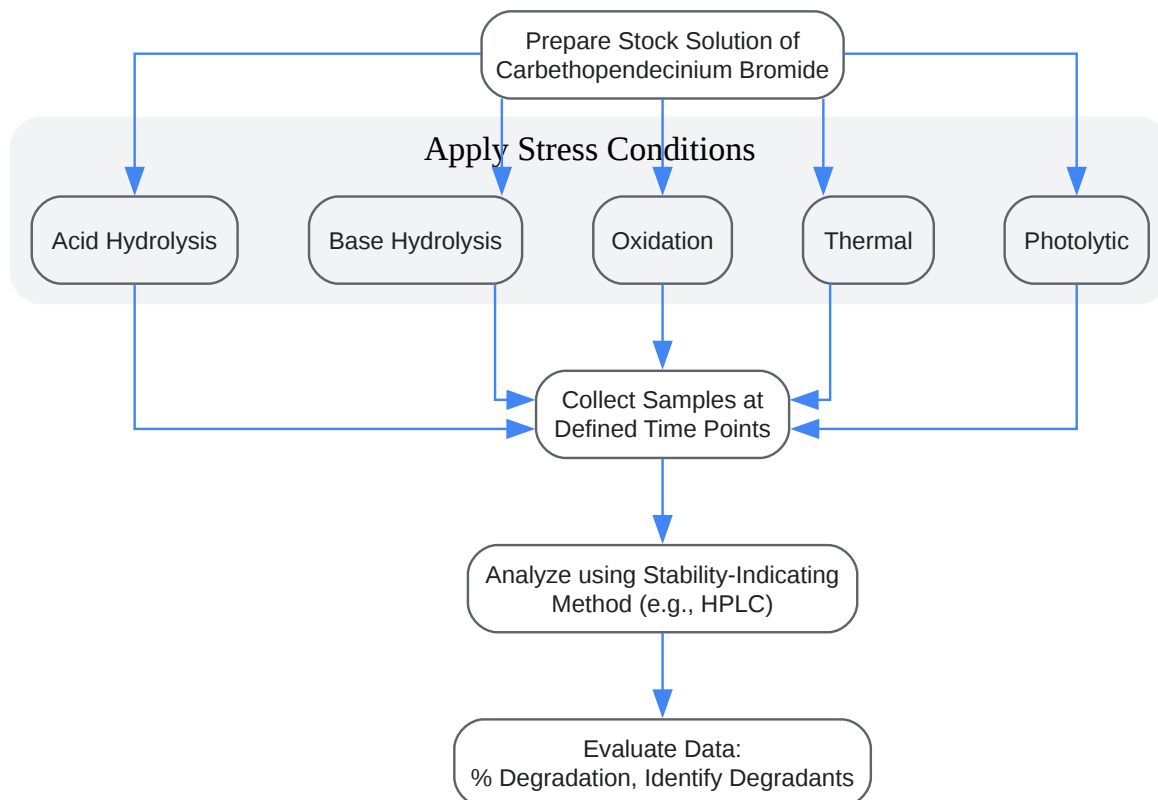 Prepare Stock Solution of
Carbethopendecinium Bromide
Apply Stress Conditions
Acid Hydrolysis
Base Hydrolysis
Oxidation
Thermal
Photolytic
Collect Samples at
Defined Time Points
Analyze using Stability-Indicating
Method (e.g., HPLC)
Evaluate Data:
% Degradation, Identify Degradants